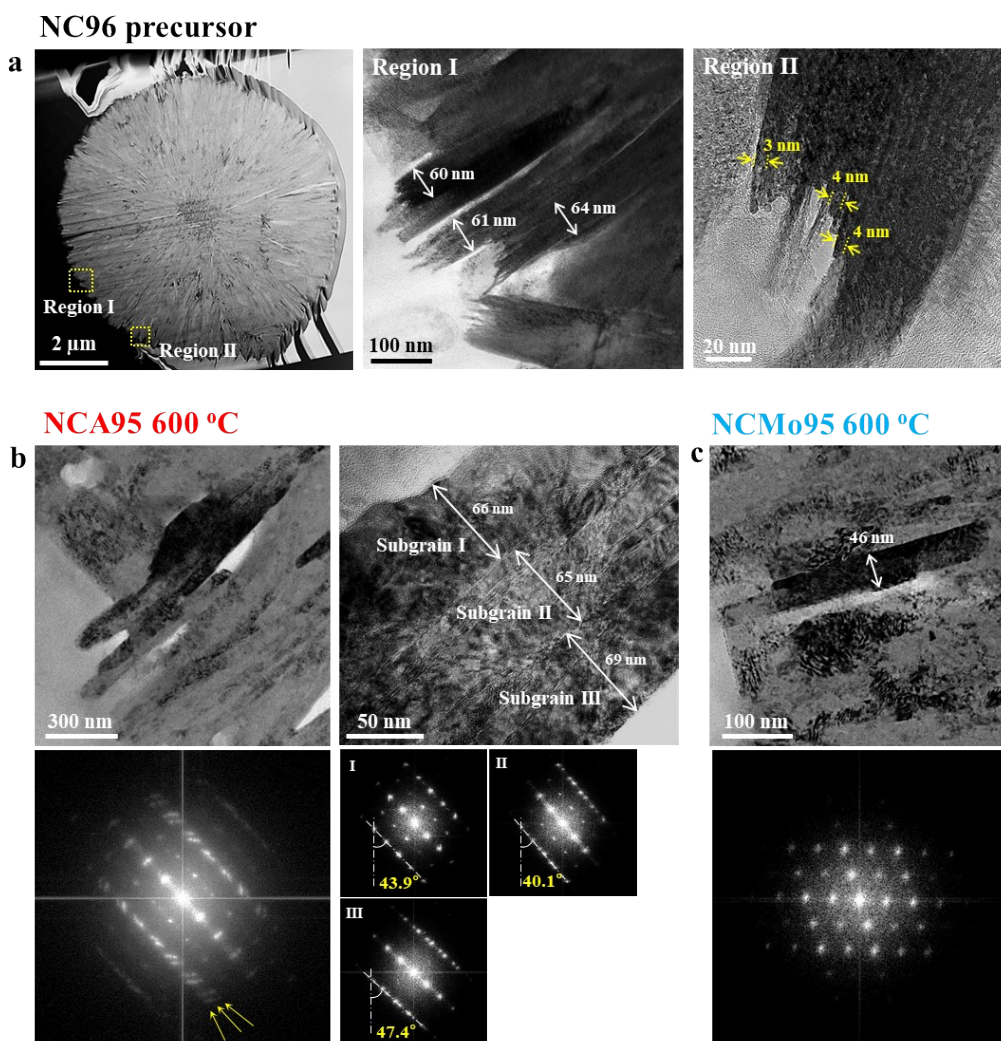 NC96 precursor
a
Region I
Region II
2 μm
Region I
60 nm
61 nm
64 nm
100 nm
Region II
3 nm
4 nm
4 nm
20 nm
NCA95 600 °C
NCMo95 600 °C
b
300 nm
66 nm
Subgrain I
65 nm
Subgrain II
69 nm
Subgrain III
50 nm
c
46 nm
100 nm
I
43.9°
II
40.1°
III
47.4°